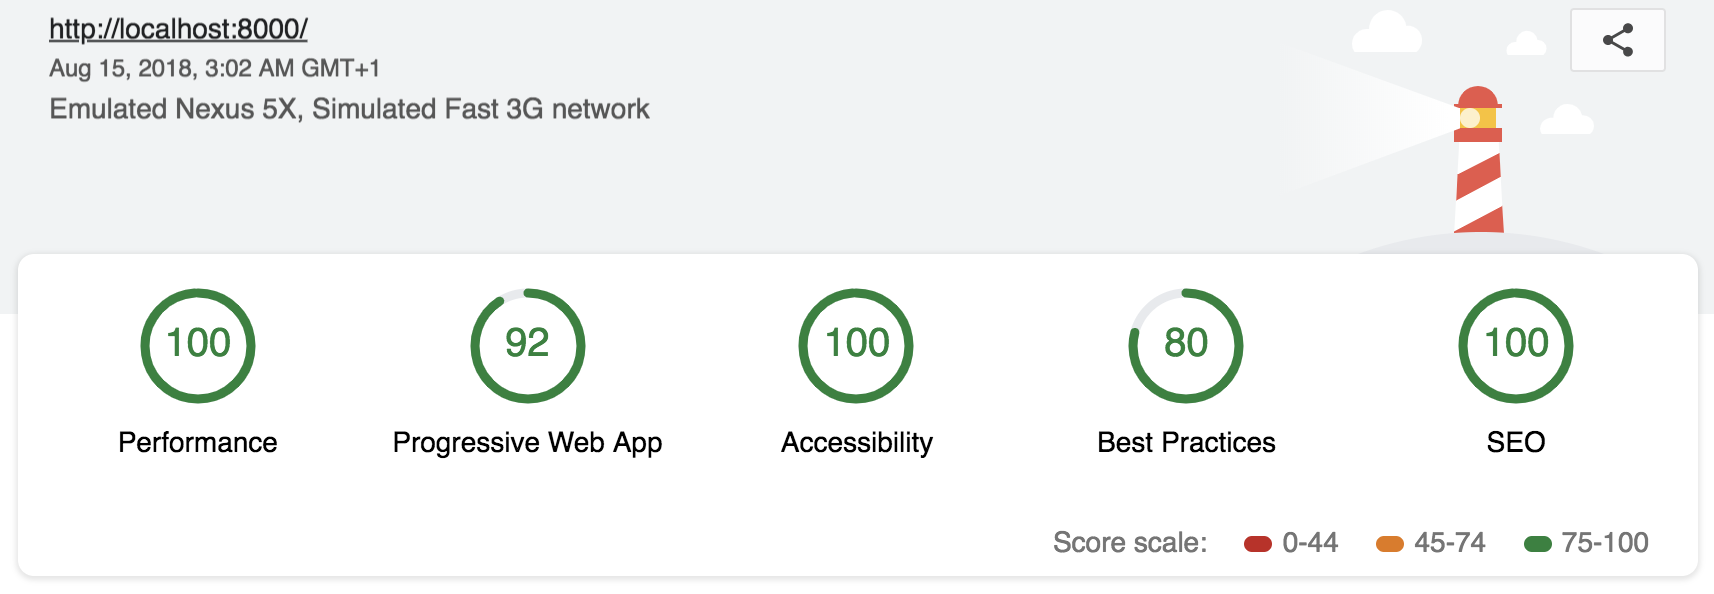 http://localhost:8000/
Aug 15, 2018, 3:02 AM GMT+1
Emulated Nexus 5X, Simulated Fast 3G network
100 92 100 80 100
Performance Progressive Web App Accessibility Best Practices SEO
Score scale: 0-44 45-74 75-100